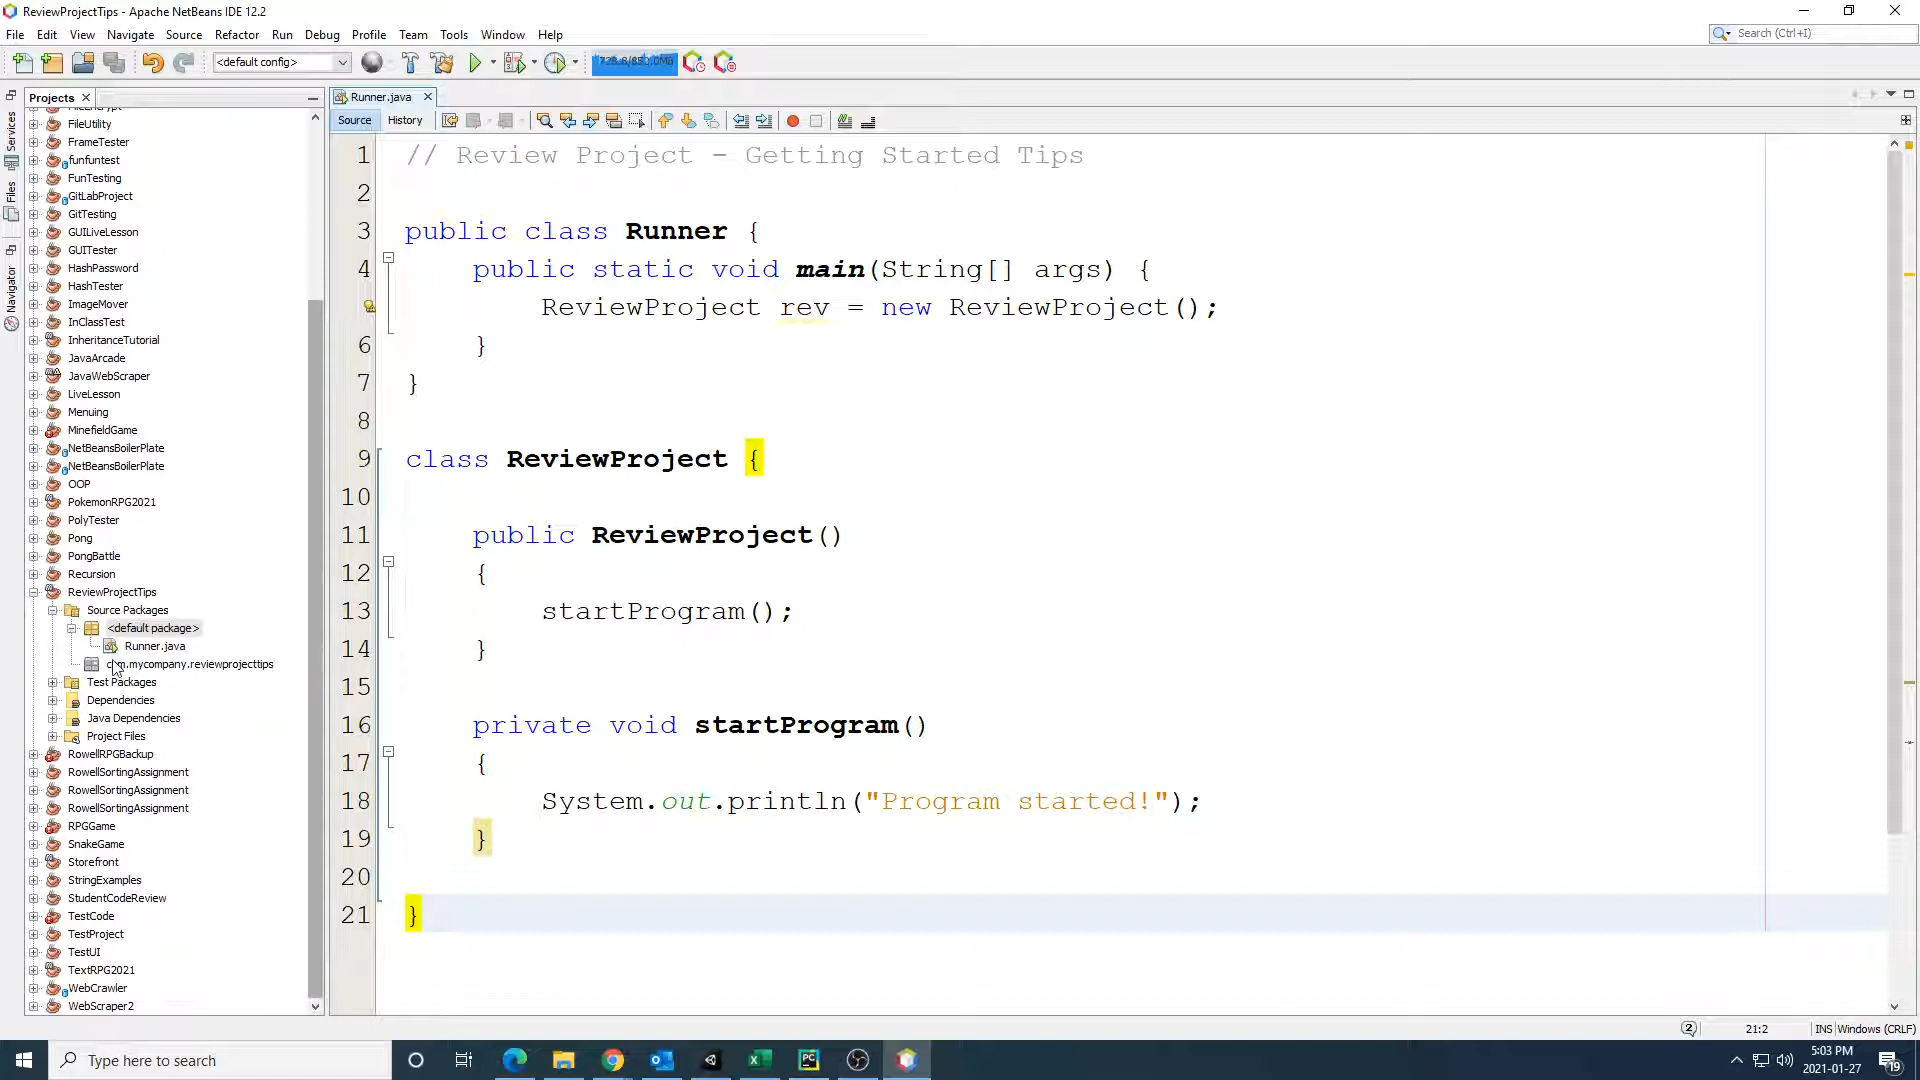 ReviewProjectTips - Apache NetBeans IDE 12.2
File Edit View Navigate Source Refactor Run Debug Profile Team Tools Window Help
Search (Ctrl+I)
<default config>
Projects
Runner.java
Source History
Services
Files
Navigator
FileUtility
FrameTester
funfuntest
FunTesting
GitLabProject
GitTesting
GUILiveLesson
GUITester
HashPassword
HashTester
ImageMover
InClassTest
InheritanceTutorial
JavaArcade
JavaWebScraper
LiveLesson
Menuing
MinefieldGame
NetBeansBoilerPlate
NetBeansBoilerPlate
OOP
PokemonRPG2021
PolyTester
Pong
PongBattle
Recursion
ReviewProjectTips
Source Packages
<default package>
Runner.java
com.mycompany.reviewprojecttips
Test Packages
Dependencies
Java Dependencies
Project Files
RowellRPGBackup
RowellSortingAssignment
RowellSortingAssignment
RowellSortingAssignment
RPGGame
SnakeGame
Storefront
StringExamples
StudentCodeReview
TestCode
TestProject
TestUI
TextRPG2021
WebCrawler
WebScraper2
1 // Review Project - Getting Started Tips
2
3 public class Runner {
4 public static void main(String[] args) {
ReviewProject rev = new ReviewProject();
6 }
7 }
8
9 class ReviewProject {
10
11 public ReviewProject()
12 {
13 startProgram();
14 }
15
16 private void startProgram()
17 {
18 System.out.println("Program started!");
19 }
20
21 }
2 21:2 INS Windows (CRLF)
Type here to search
5:03 PM
2021-01-27
19